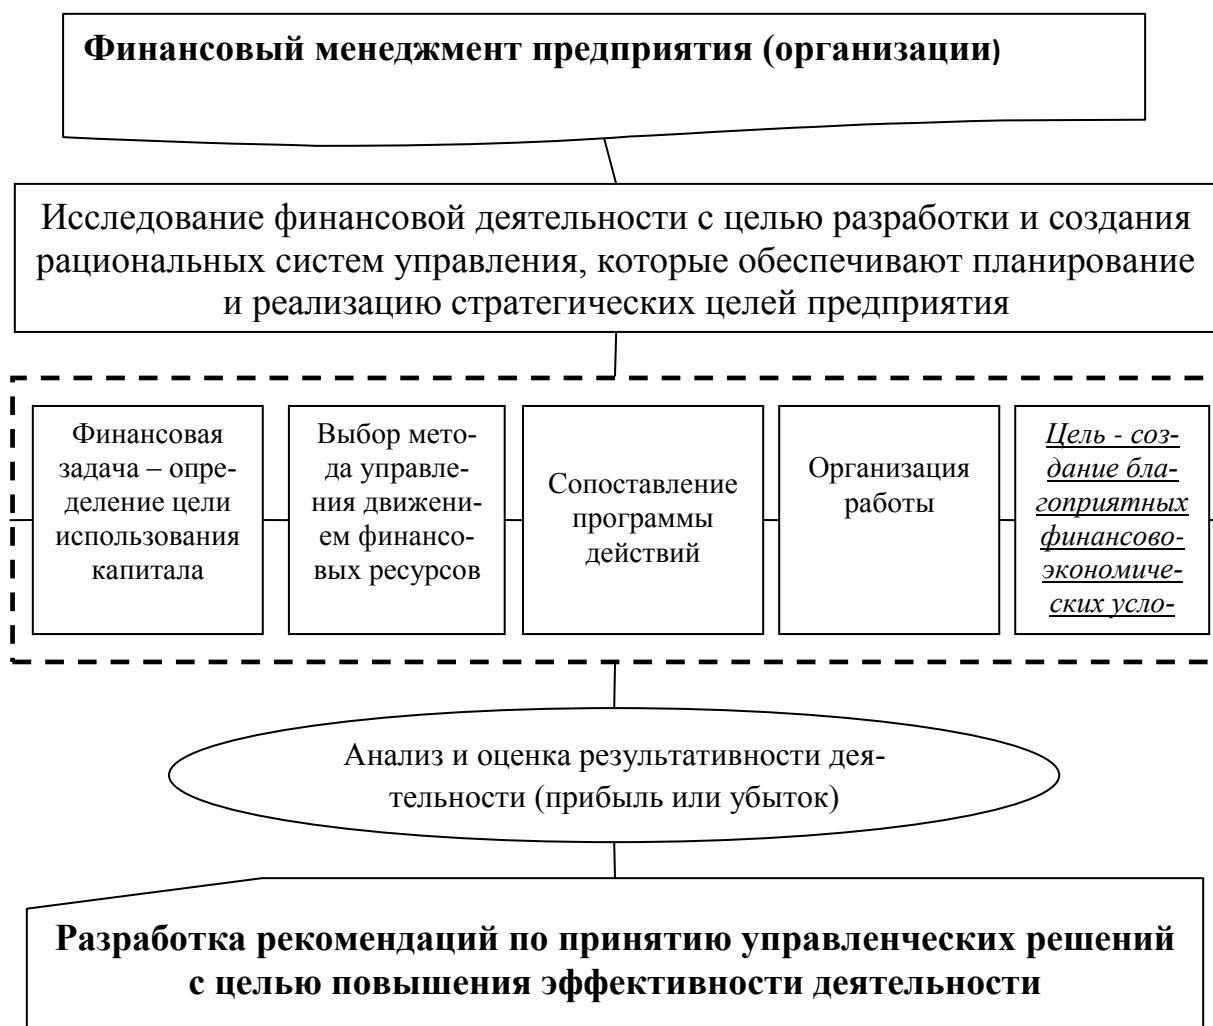 Финансовый менеджмент предприятия (организации)
Исследование финансовой деятельности с целью разработки и создания
рациональных систем управления, которые обеспечивают планирование
и реализацию стратегических целей предприятия
Финансовая
задача – опре-
деление цели
использования
капитала
Выбор мето-
да управле-
ния движени-
ем финансо-
вых ресурсов
Сопоставление
программы
действий
Организация
работы
Цель - соз-
дание бла-
гоприятных
финансово-
экономиче-
ских усло-
Анализ и оценка результативности дея-
тельности (прибыль или убыток)
Разработка рекомендаций по принятию управленческих решений
с целью повышения эффективности деятельности